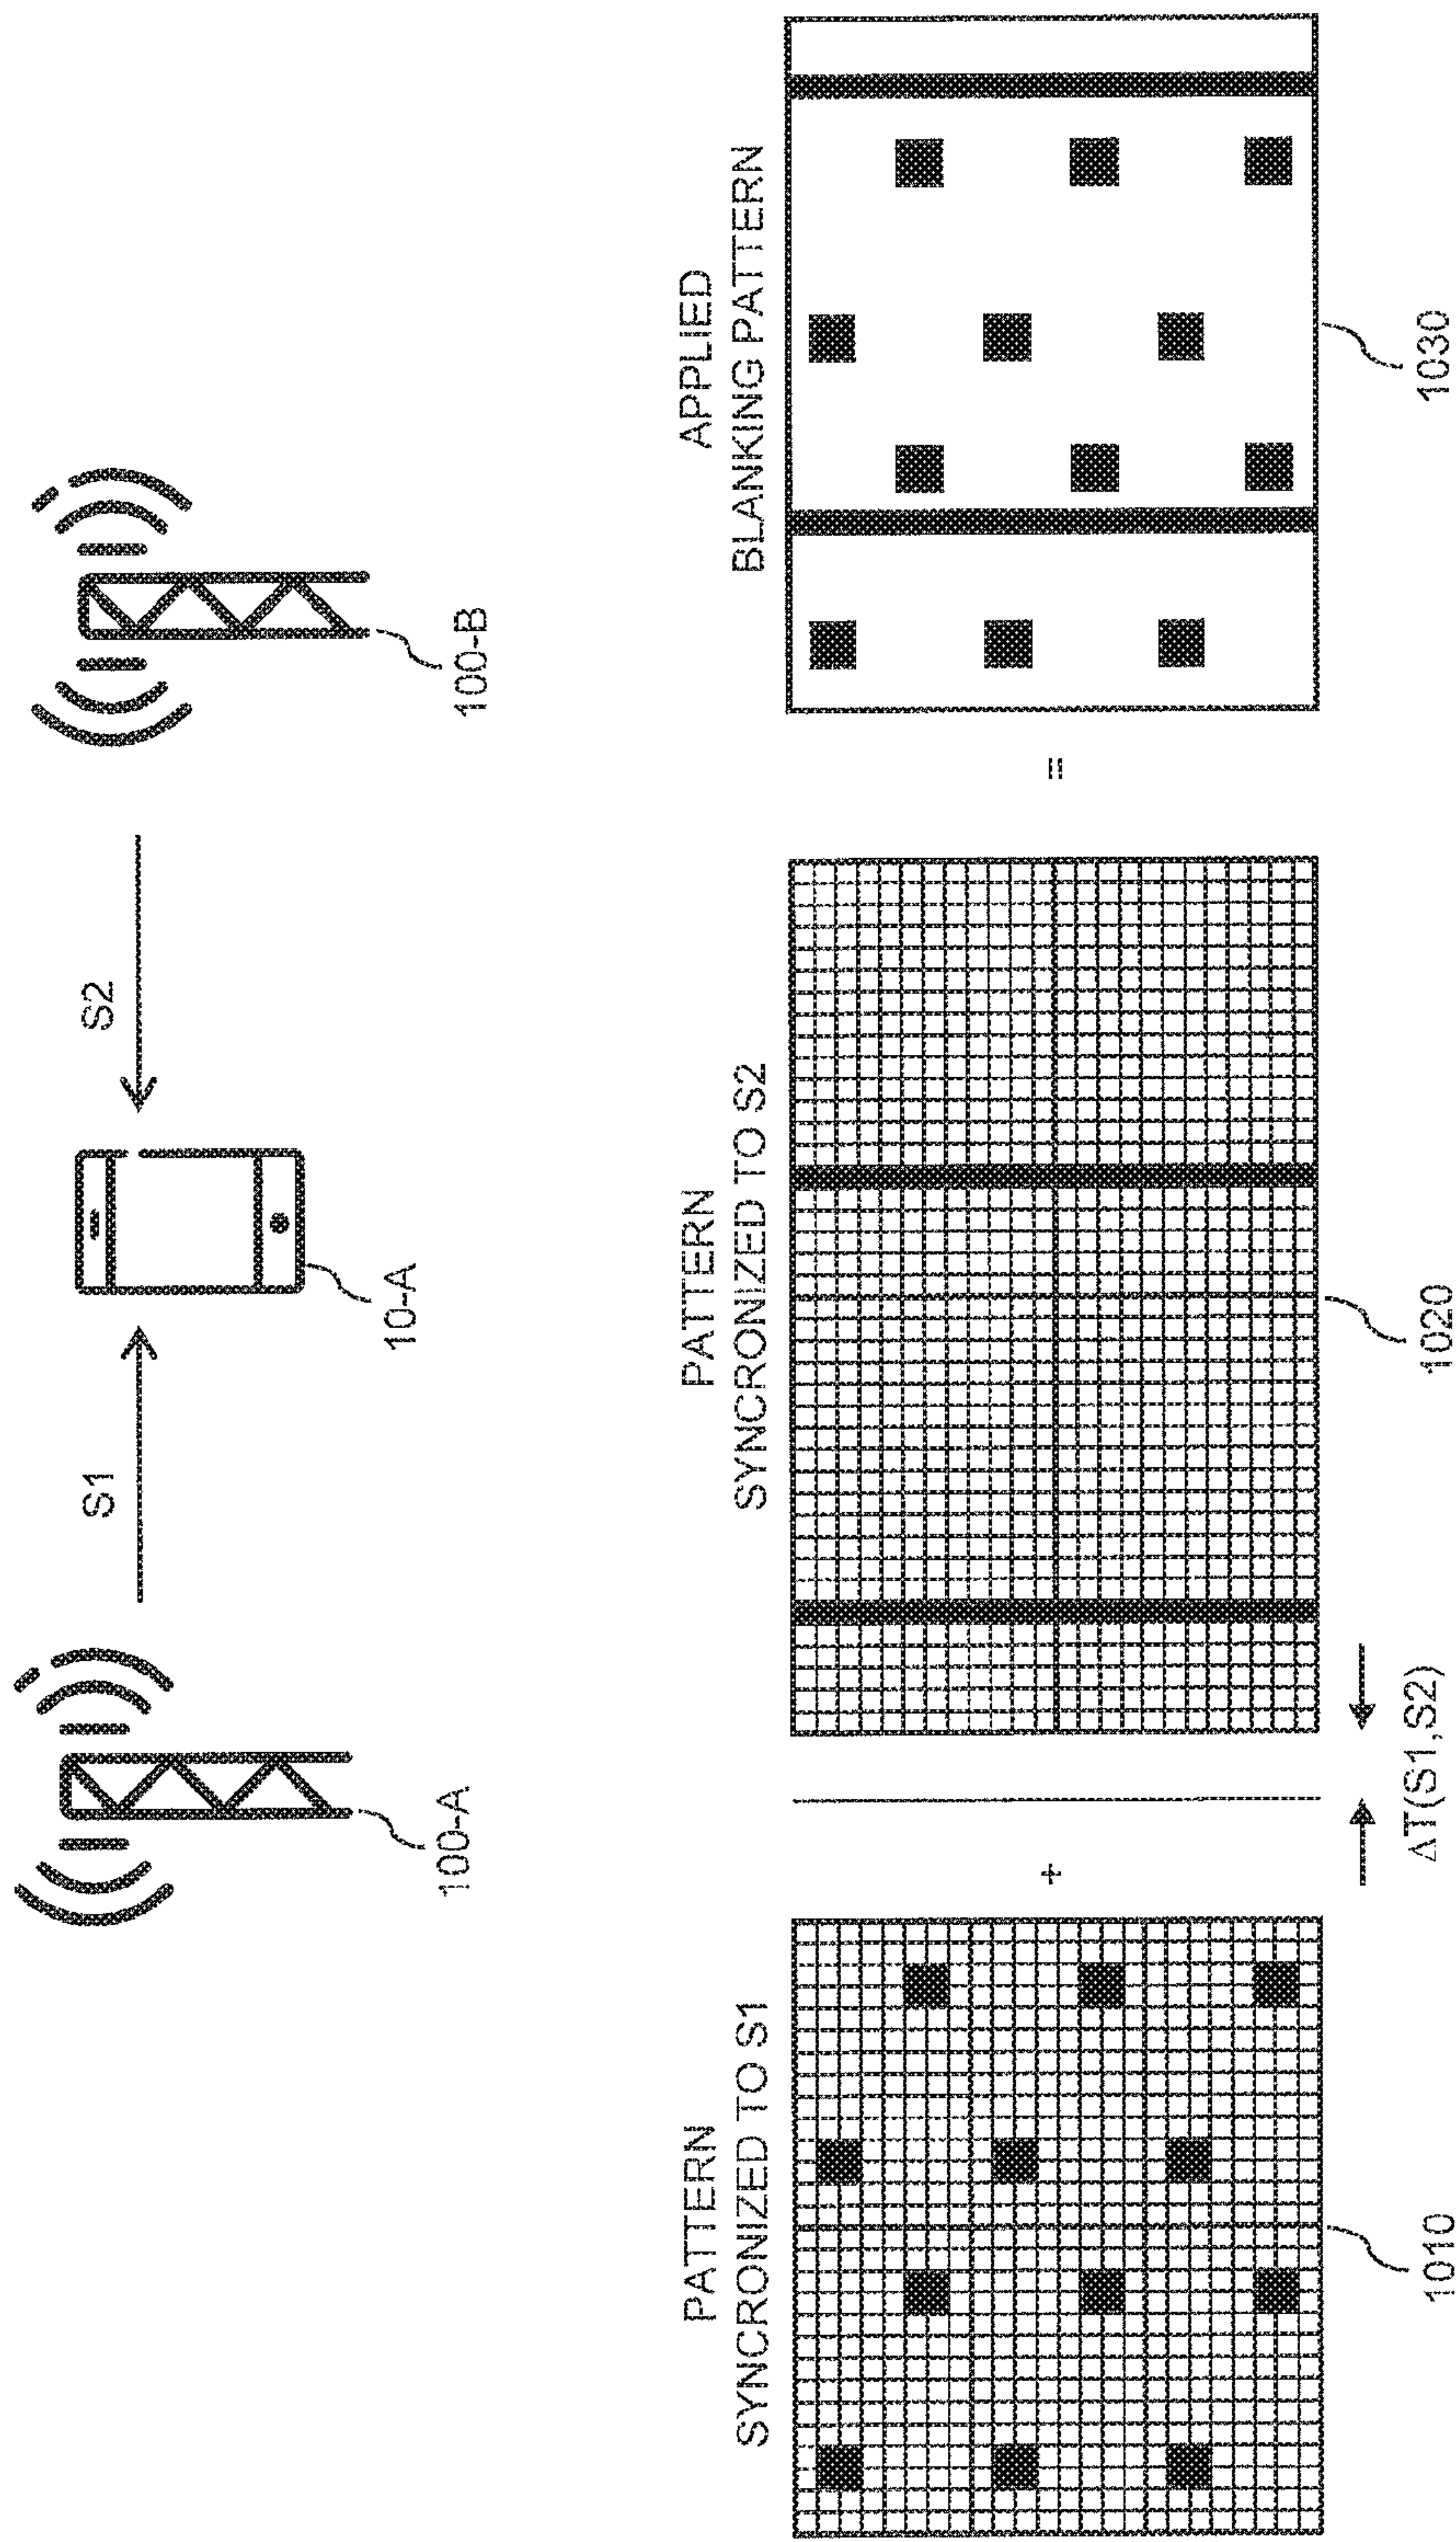 S1
S2
100-A
10-A
100-B
PATTERN
SYNCRONIZED TO S1
PATTERN
SYNCRONIZED TO S2
APPLIED
BLANKING PATTERN
+
=
1010
ΔT(S1,S2)
1020
1030